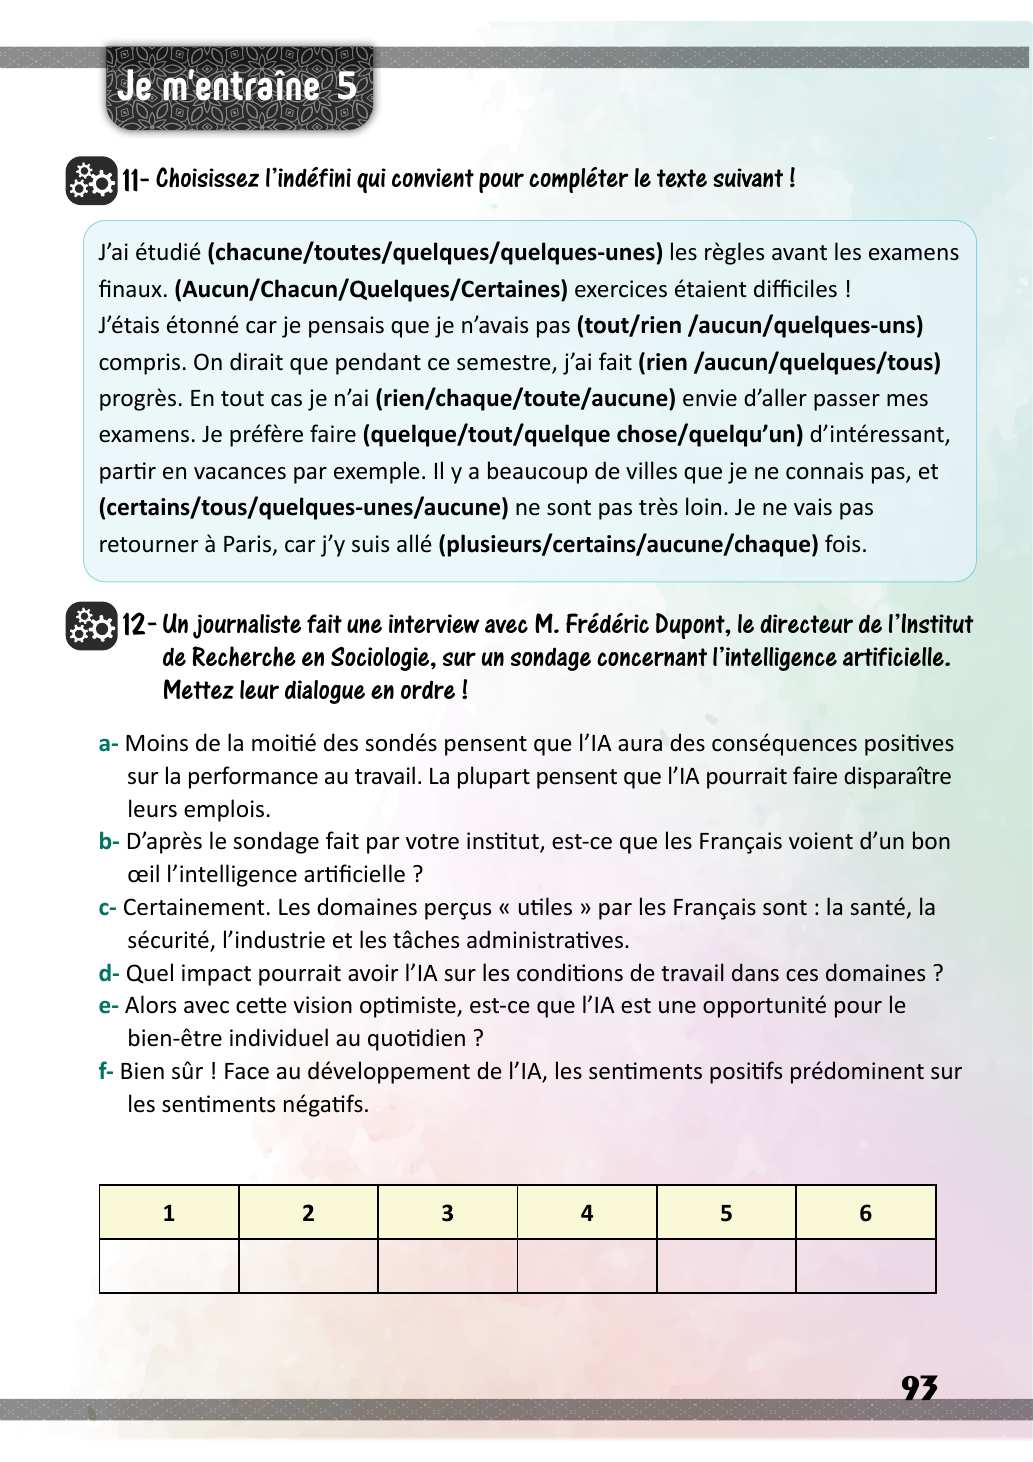 Je m'entraîne 5
11- Choisissez l'indéfini qui convient pour compléter le texte suivant !
J'ai étudié (chacune/toutes/quelques/quelques-unes) les règles avant les examens
finaux. (Aucun/Chacun/Quelques/Certaines) exercices étaient difficiles !
J'étais étonné car je pensais que je n'avais pas (tout/rien /aucun/quelques-uns)
compris. On dirait que pendant ce semestre, j'ai fait (rien /aucun/quelques/tous)
progrès. En tout cas je n'ai (rien/chaque/toute/aucune) envie d'aller passer mes
examens. Je préfère faire (quelque/tout/quelque chose/quelqu'un) d'intéressant,
partir en vacances par exemple. Il y a beaucoup de villes que je ne connais pas, et
(certains/tous/quelques-unes/aucune) ne sont pas très loin. Je ne vais pas
retourner à Paris, car j'y suis allé (plusieurs/certains/aucune/chaque) fois.
12- Un journaliste fait une interview avec M. Frédéric Dupont, le directeur de l'Institut
de Recherche en Sociologie, sur un sondage concernant l'intelligence artificielle.
Mettez leur dialogue en ordre !
a- Moins de la moitié des sondés pensent que l'IA aura des conséquences positives
sur la performance au travail. La plupart pensent que l'IA pourrait faire disparaître
leurs emplois.
b- D'après le sondage fait par votre institut, est-ce que les Français voient d'un bon
œil l'intelligence artificielle ?
c- Certainement. Les domaines perçus « utiles » par les Français sont : la santé, la
sécurité, l'industrie et les tâches administratives.
d- Quel impact pourrait avoir l'IA sur les conditions de travail dans ces domaines ?
e- Alors avec cette vision optimiste, est-ce que l'IA est une opportunité pour le
bien-être individuel au quotidien ?
f- Bien sûr ! Face au développement de l'IA, les sentiments positifs prédominent sur
les sentiments négatifs.
1 2 3 4 5 6
93